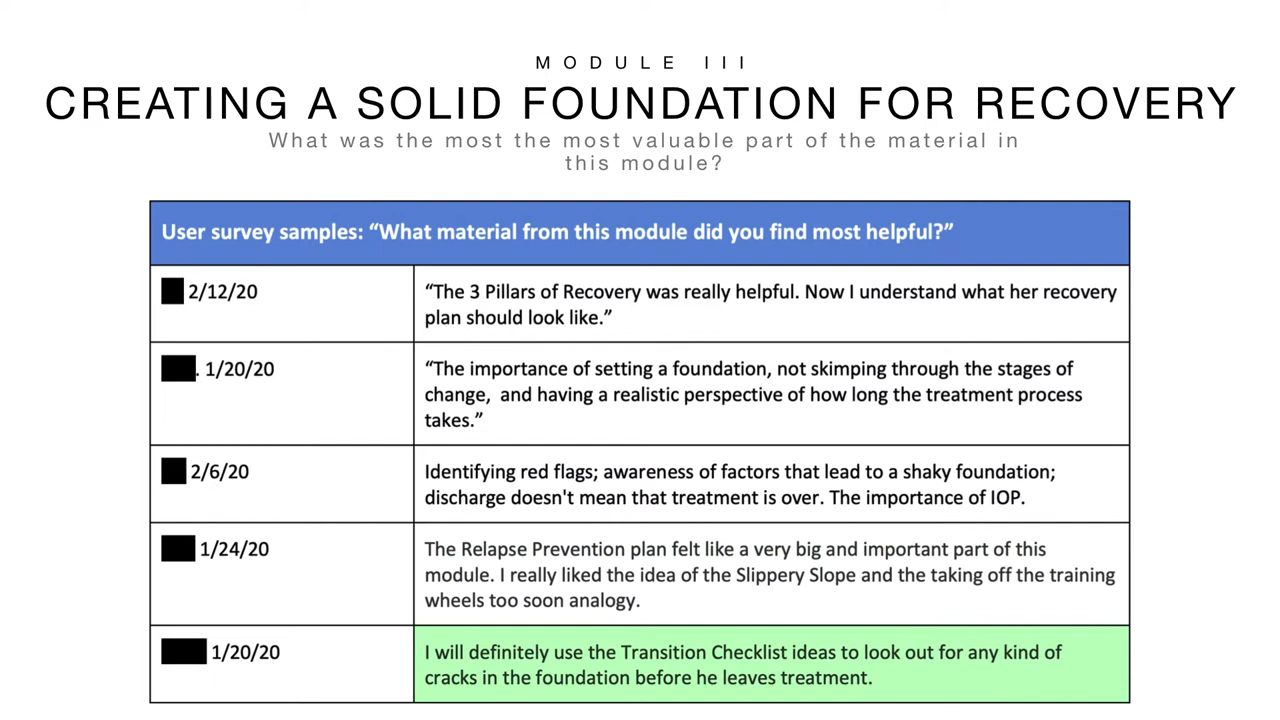 MODULE III
CREATING A SOLID FOUNDATION FOR RECOVERY
What was the most the most valuable part of the material in
this module?
User survey samples: “What material from this module did you find most helpful?”
2/12/20
“The 3 Pillars of Recovery was really helpful. Now I understand what her recovery
plan should look like.”
. 1/20/20
“The importance of setting a foundation, not skimping through the stages of
change,  and having a realistic perspective of how long the treatment process
takes.”
2/6/20
Identifying red flags; awareness of factors that lead to a shaky foundation;
discharge doesn't mean that treatment is over. The importance of IOP.
1/24/20
The Relapse Prevention plan felt like a very big and important part of this
module. I really liked the idea of the Slippery Slope and the taking off the training
wheels too soon analogy.
1/20/20
I will definitely use the Transition Checklist ideas to look out for any kind of
cracks in the foundation before he leaves treatment.